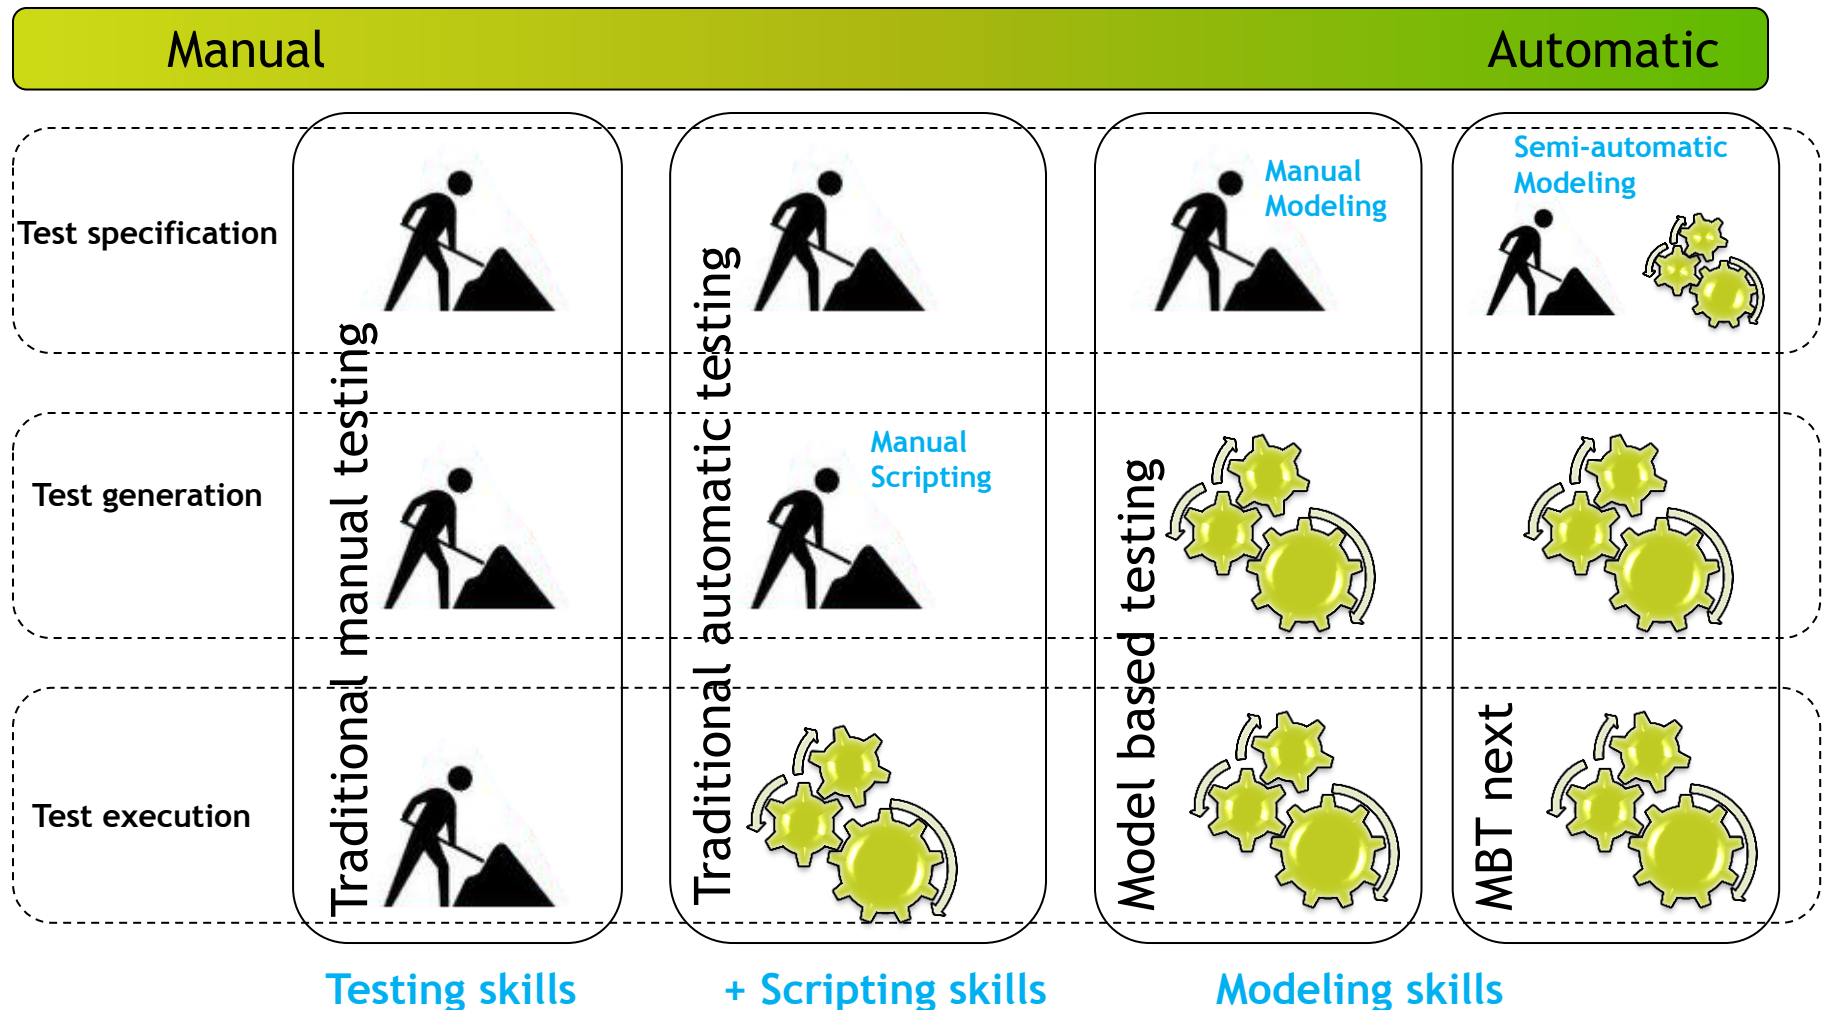 Manual
Automatic
Test specification
Test generation
Test execution
Traditional manual testing
Traditional automatic testing
Manual
Scripting
Model based testing
Manual
Modeling
MBT next
Semi-automatic
Modeling
Testing skills
+ Scripting skills
Modeling skills